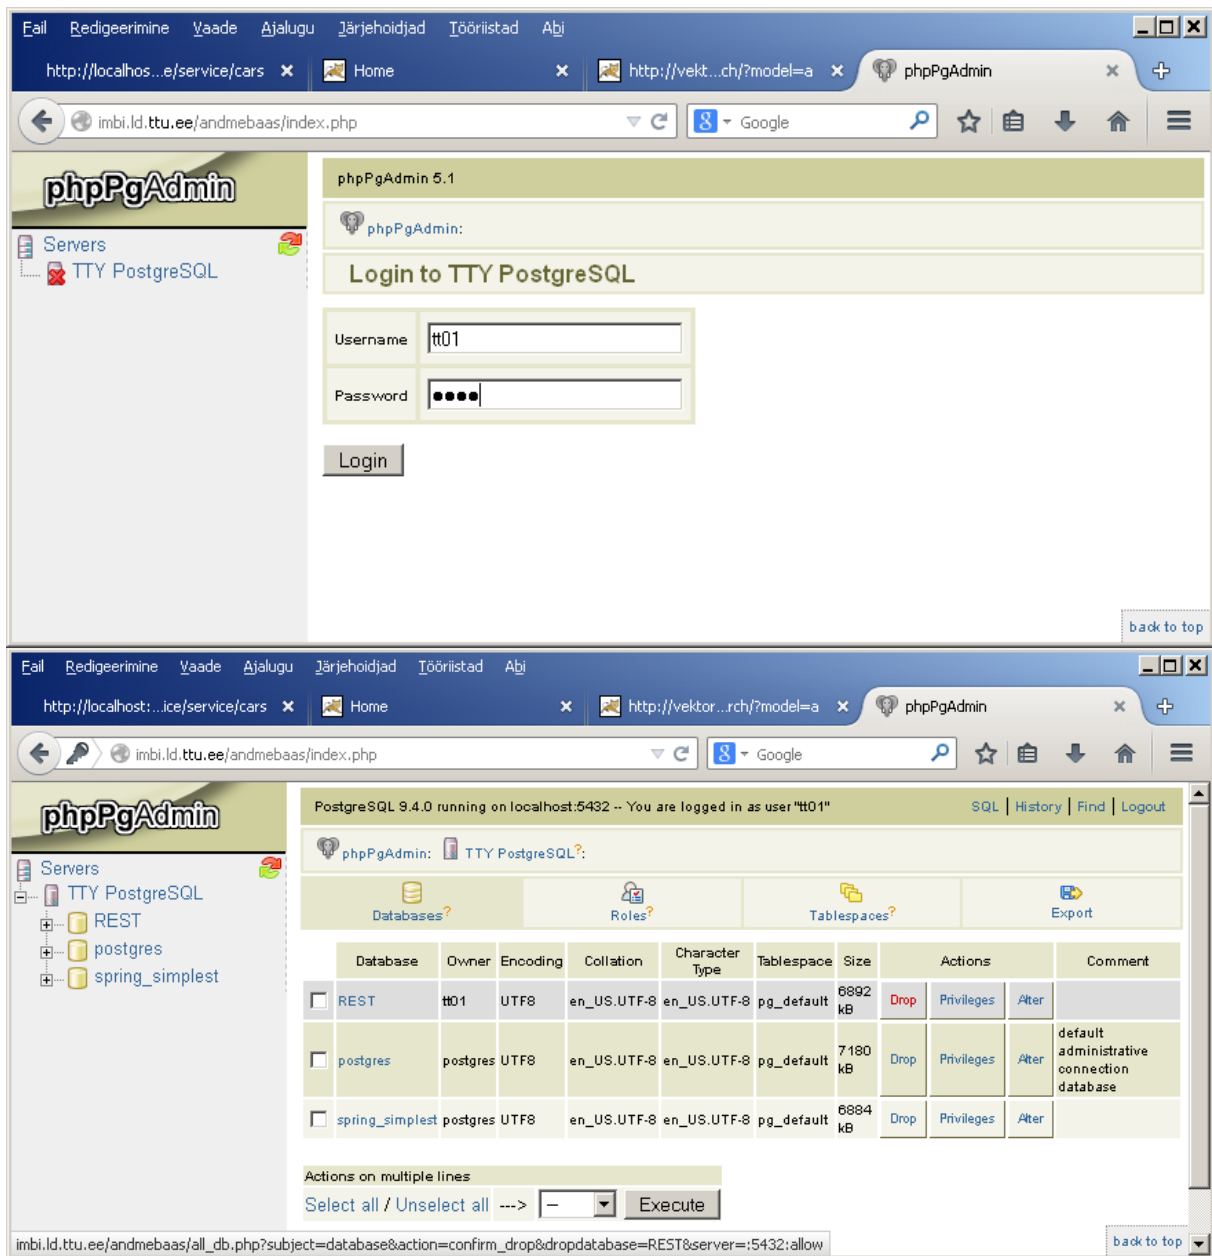 Fail Redigeerimine Vaade Ajalugu Järjehoidjad Tööriistad Abi
http://localhos...e/service/cars Home http://vekt...ch/?model=a phpPgAdmin
imbi.ld.ttu.ee/andmebaas/index.php Google
phpPgAdmin
phpPgAdmin 5.1
phpPgAdmin:
Servers
TTY PostgreSQL
Login to TTY PostgreSQL
Username tt01
Password
Login
back to top
Fail Redigeerimine Vaade Ajalugu Järjehoidjad Tööriistad Abi
http://localhost:...ice/service/cars Home http://vektor...rch/?model=a phpPgAdmin
imbi.ld.ttu.ee/andmebaas/index.php Google
phpPgAdmin
PostgreSQL 9.4.0 running on localhost:5432 -- You are logged in as user "tt01" SQL | History | Find | Logout
phpPgAdmin: TTY PostgreSQL?:
Servers
TTY PostgreSQL
REST
postgres
spring_simplest
Databases? Roles? Tablespaces? Export
Database Owner Encoding Collation Character Type Tablespace Size Actions Comment
REST tt01 UTF8 en_US.UTF-8 en_US.UTF-8 pg_default 6892 kB Drop Privileges Alter
postgres postgres UTF8 en_US.UTF-8 en_US.UTF-8 pg_default 7180 kB Drop Privileges Alter default administrative connection database
spring_simplest postgres UTF8 en_US.UTF-8 en_US.UTF-8 pg_default 6884 kB Drop Privileges Alter
Actions on multiple lines
Select all / Unselect all ---> -- Execute
imbi.ld.ttu.ee/andmebaas/all_db.php?subject=database&action=confirm_drop&dropdatabase=REST&server=:5432:allow
back to top